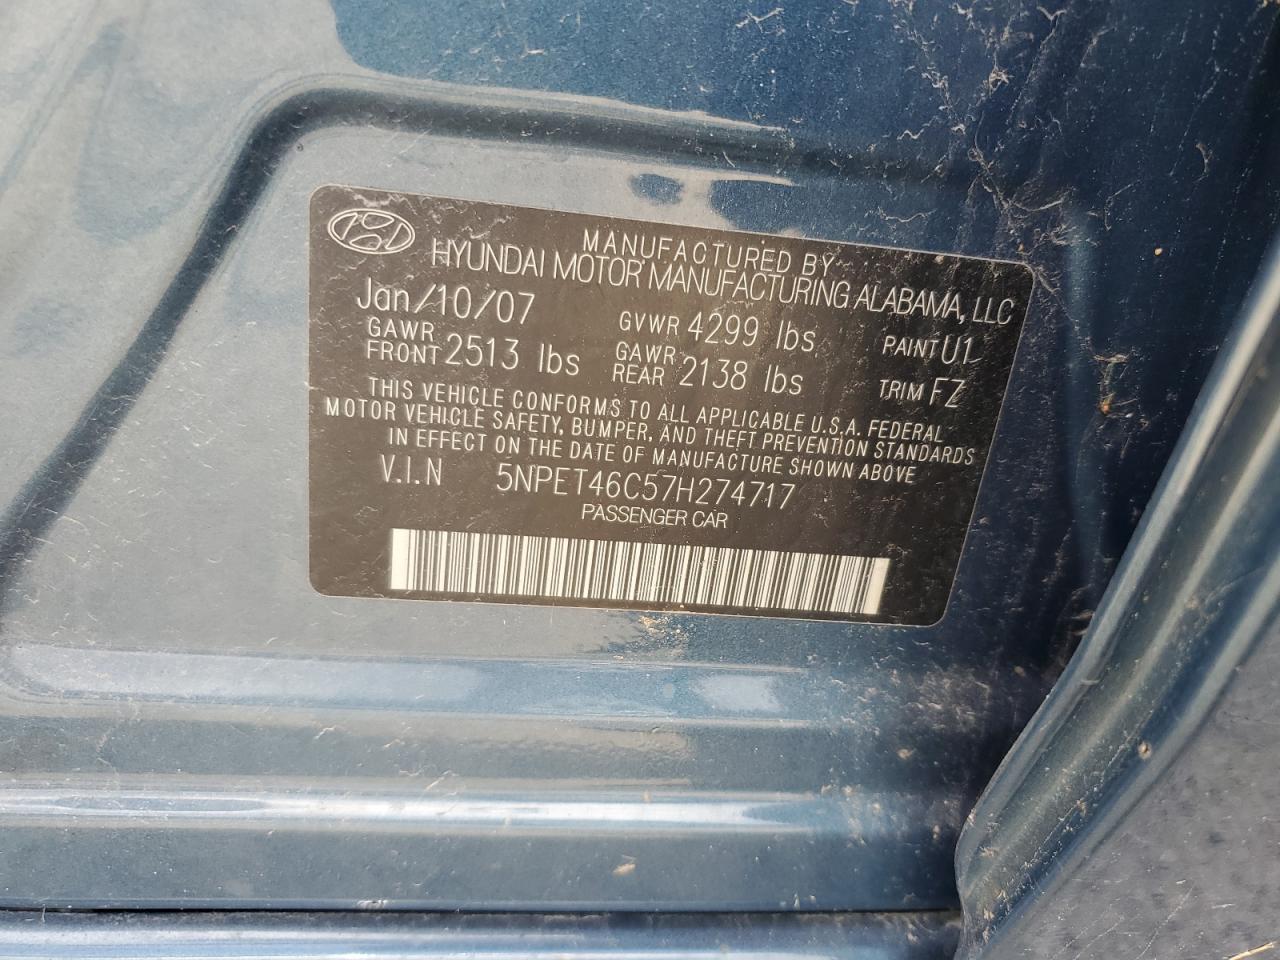 MANUFACTURED BY
HYUNDAI MOTOR MANUFACTURING ALABAMA, LLC
Jan/10/07 GVWR 4299 lbs PAINT U1
GAWR FRONT 2513 lbs GAWR REAR 2138 lbs TRIM FZ
THIS VEHICLE CONFORMS TO ALL APPLICABLE U.S.A. FEDERAL
MOTOR VEHICLE SAFETY, BUMPER, AND THEFT PREVENTION STANDARDS
IN EFFECT ON THE DATE OF MANUFACTURE SHOWN ABOVE
V.I.N 5NPET46C57H274717
PASSENGER CAR